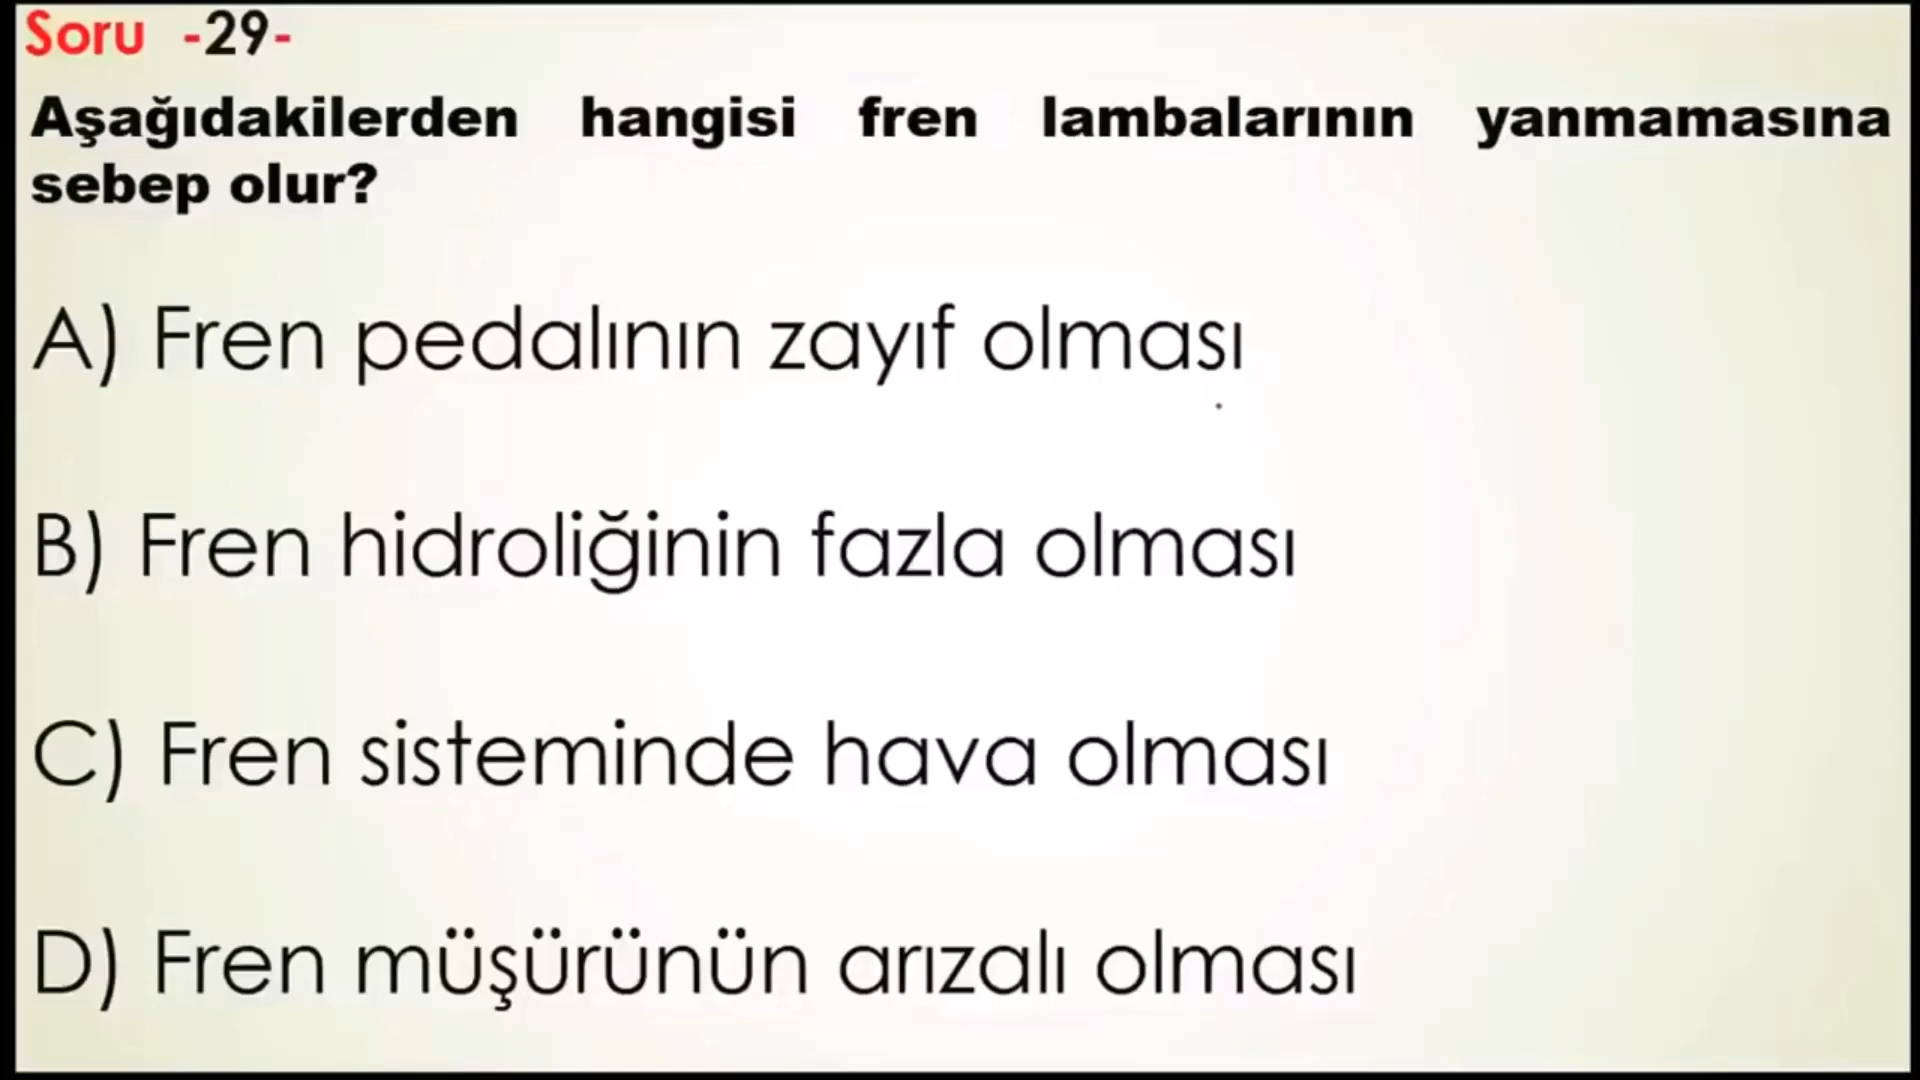 Soru -29-
Aşağıdakilerden hangisi fren lambalarının yanmamasına
sebep olur?
A) Fren pedalının zayıf olması
B) Fren hidroliğinin fazla olması
C) Fren sisteminde hava olması
D) Fren müşürünün arızalı olması